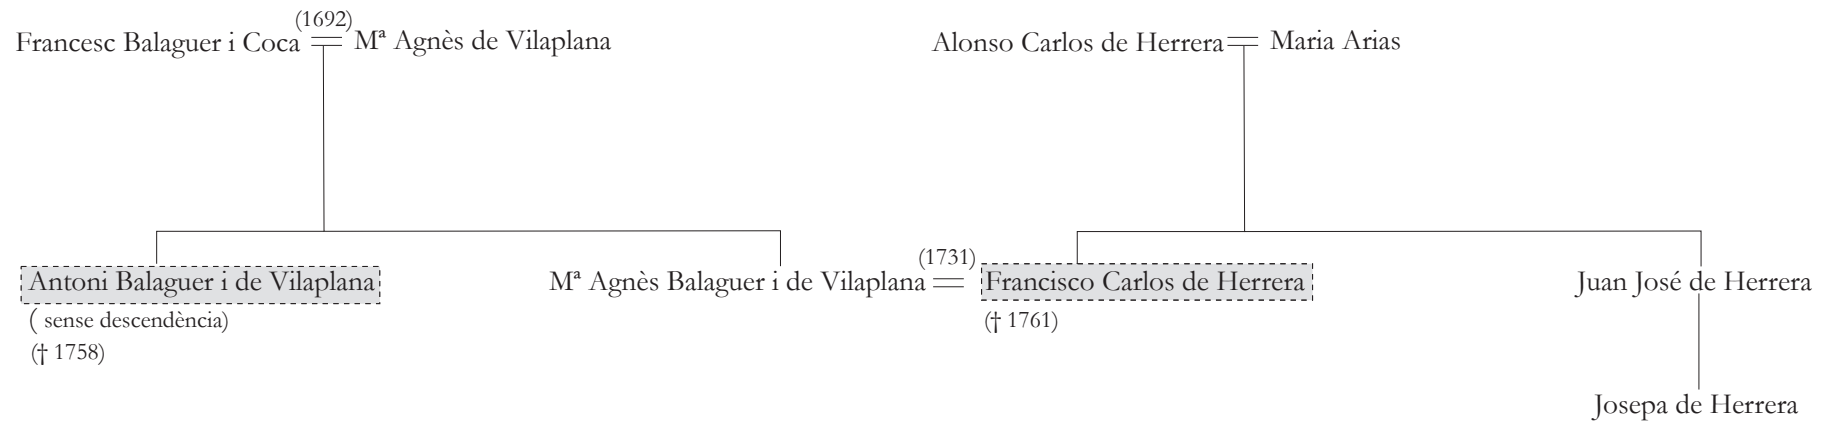 (1692)
Francesc Balaguer i Coca Mª Agnès de Vilaplana
Alonso Carlos de Herrera Maria Arias
(1731)
Antoni Balaguer i de Vilaplana
( sense descendència)
(† 1758)
Mª Agnès Balaguer i de Vilaplana
Francisco Carlos de Herrera
(† 1761)
Juan José de Herrera
Josepa de Herrera